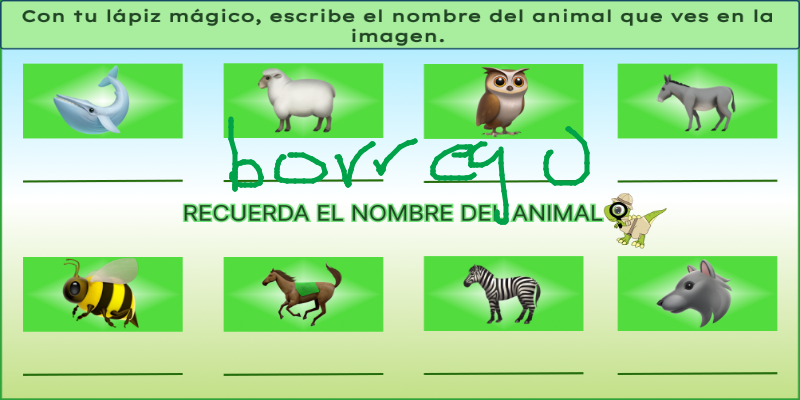 Con tu lápiz mágico, escribe el nombre del animal que ves en la
imagen.
borrego
RECUERDA EL NOMBRE DEL ANIMAL